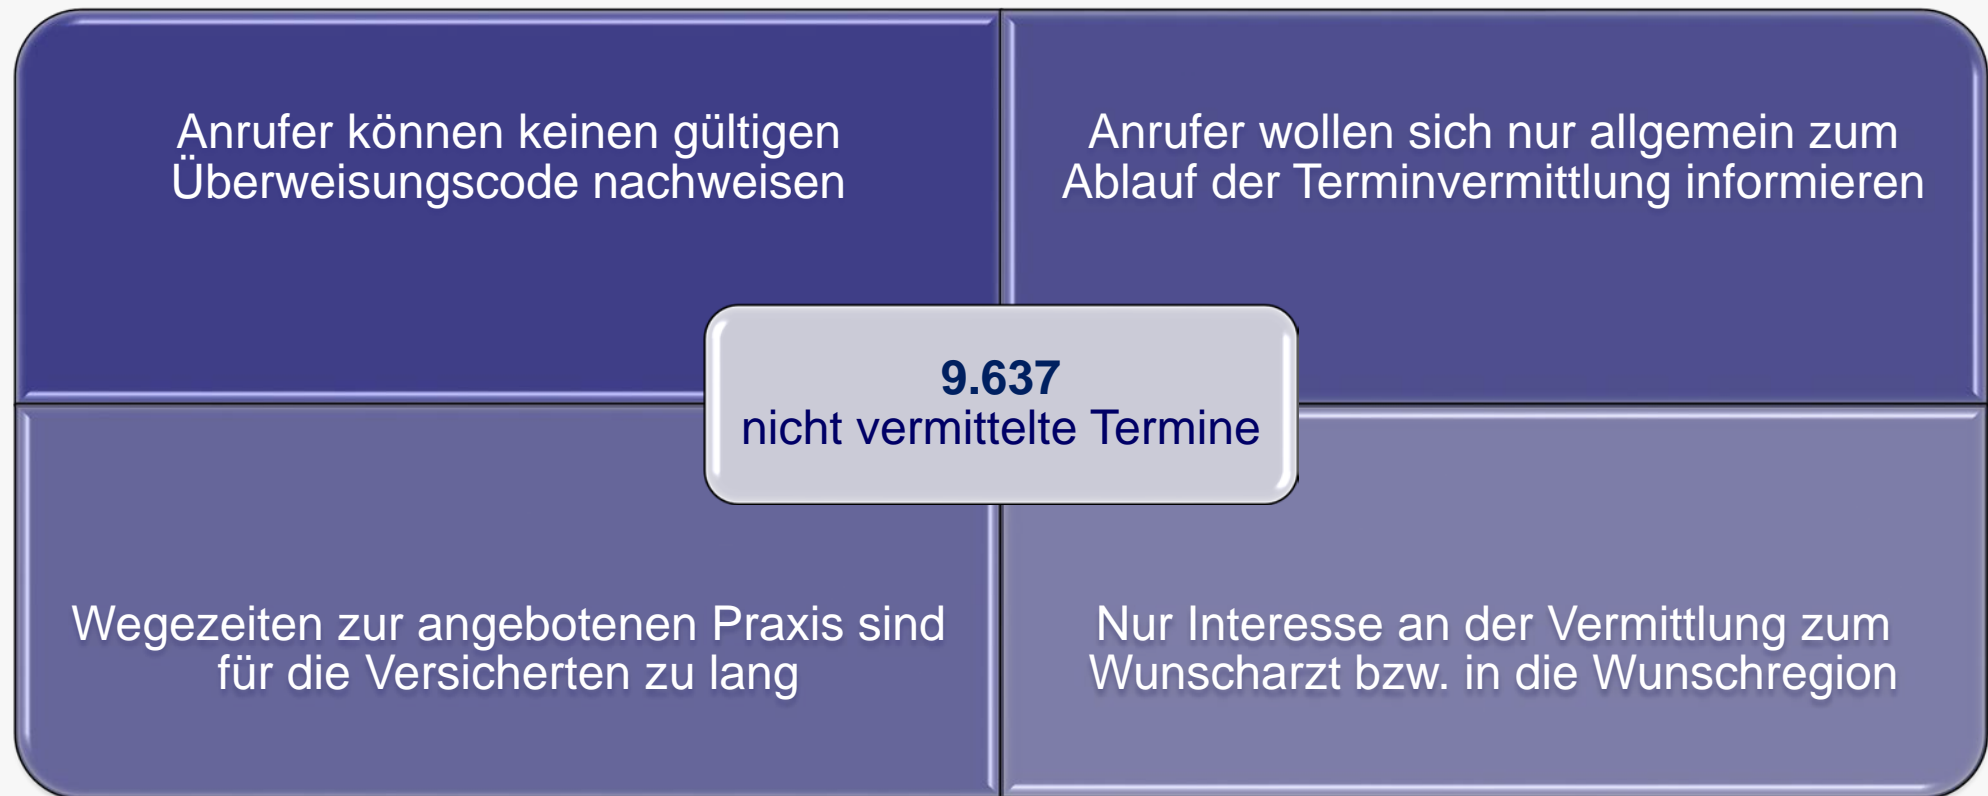 Anrufer können keinen gültigen
Überweisungscode nachweisen
Anrufer wollen sich nur allgemein zum
Ablauf der Terminvermittlung informieren
9.637
nicht vermittelte Termine
Wegezeiten zur angebotenen Praxis sind
für die Versicherten zu lang
Nur Interesse an der Vermittlung zum
Wunscharzt bzw. in die Wunschregion